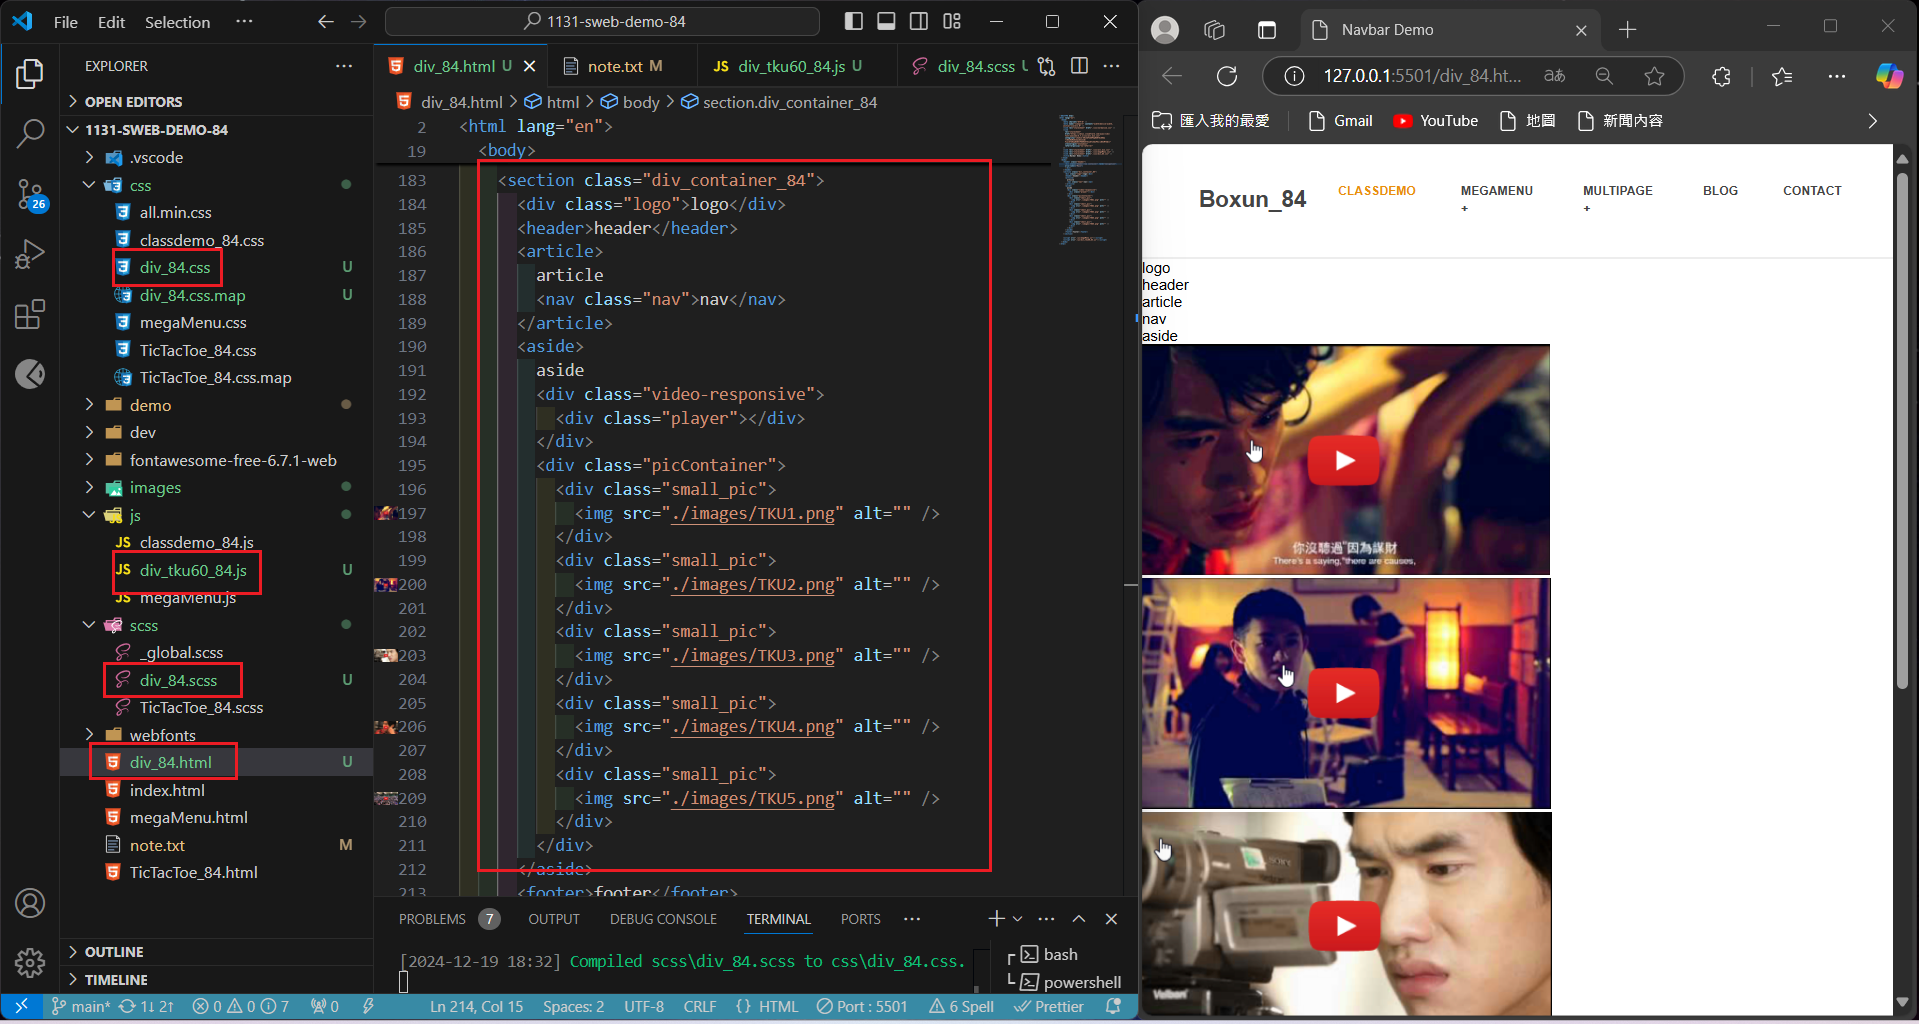 File Edit Selection ···
1131-sweb-demo-84
EXPLORER ···
OPEN EDITORS
1131-SWEB-DEMO-84
.vscode
css
all.min.css
classdemo_84.css
div_84.css U
div_84.css.map U
megaMenu.css
TicTacToe_84.css
TicTacToe_84.css.map
demo
dev
fontawesome-free-6.7.1-web
images
js
JS classdemo_84.js
JS div_tku60_84.js U
JS megaMenu.js
scss
_global.scss
div_84.scss U
TicTacToe_84.scss
webfonts
div_84.html U
index.html
megaMenu.html
note.txt M
TicTacToe_84.html
OUTLINE
TIMELINE
26
div_84.html U
note.txt M
JS div_tku60_84.js U
div_84.scss U
div_84.html > html > body > section.div_container_84
2 <html lang="en">
19 <body>
183 <section class="div_container_84">
184 <div class="logo">logo</div>
185 <header>header</header>
186 <article>
187 article
188 <nav class="nav">nav</nav>
189 </article>
190 <aside>
191 aside
192 <div class="video-responsive">
193 <div class="player"></div>
194 </div>
195 <div class="picContainer">
196 <div class="small_pic">
197 <img src="./images/TKU1.png" alt="" />
198 </div>
199 <div class="small_pic">
200 <img src="./images/TKU2.png" alt="" />
201 </div>
202 <div class="small_pic">
203 <img src="./images/TKU3.png" alt="" />
204 </div>
205 <div class="small_pic">
206 <img src="./images/TKU4.png" alt="" />
207 </div>
208 <div class="small_pic">
209 <img src="./images/TKU5.png" alt="" />
210 </div>
211 </div>
212 </aside>
213 <footer>footer</footer>
PROBLEMS 7 OUTPUT DEBUG CONSOLE TERMINAL PORTS ···
[2024-12-19 18:32] Compiled scss\div_84.scss to css\div_84.css.
bash
powershell
main* 1↓ 2↑ 0 0 7 0 Ln 214, Col 15 Spaces: 2 UTF-8 CRLF {} HTML Port : 5501 6 Spell Prettier
Navbar Demo
127.0.0.1:5501/div_84.ht... aあ
匯入我的最愛 Gmail YouTube 地圖 新聞內容
Boxun_84 CLASSDEMO MEGAMENU + MULTIPAGE + BLOG CONTACT
logo
header
article
nav
aside
你沒聽過"因為謀財
There's a saying,"there are causes,
Velbon